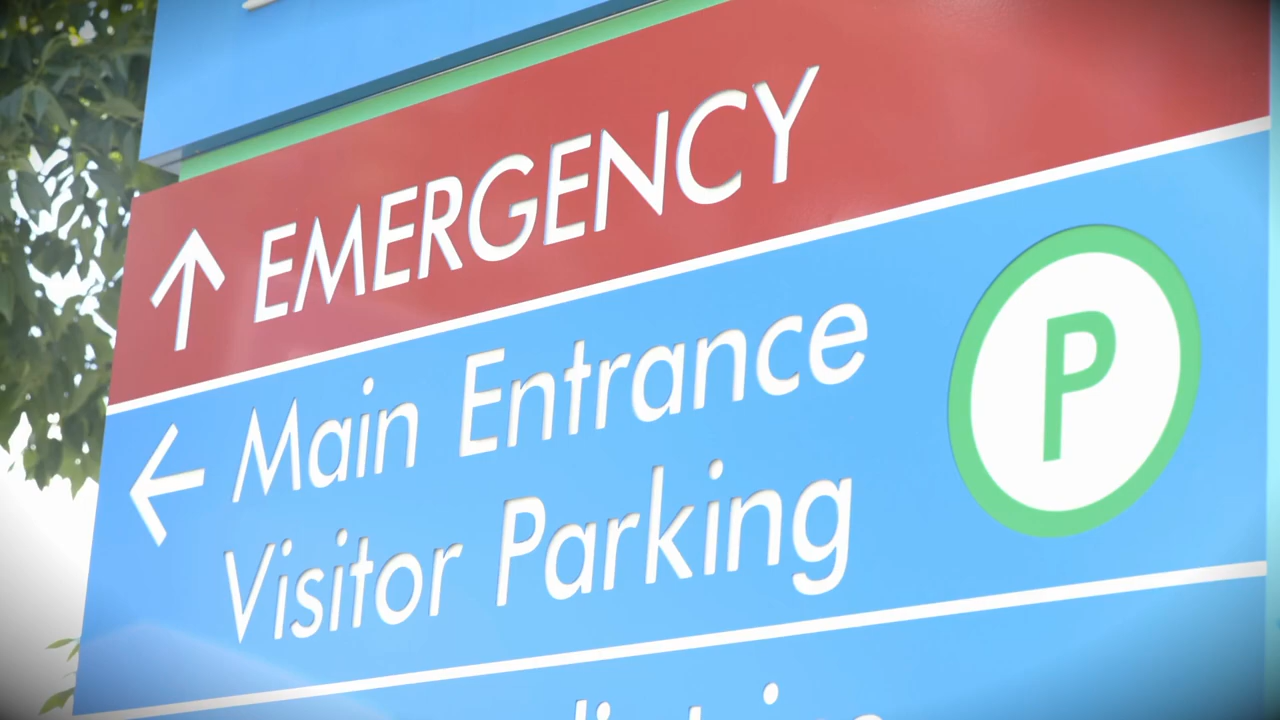 ↑ EMERGENCY
← Main Entrance
Visitor Parking
P